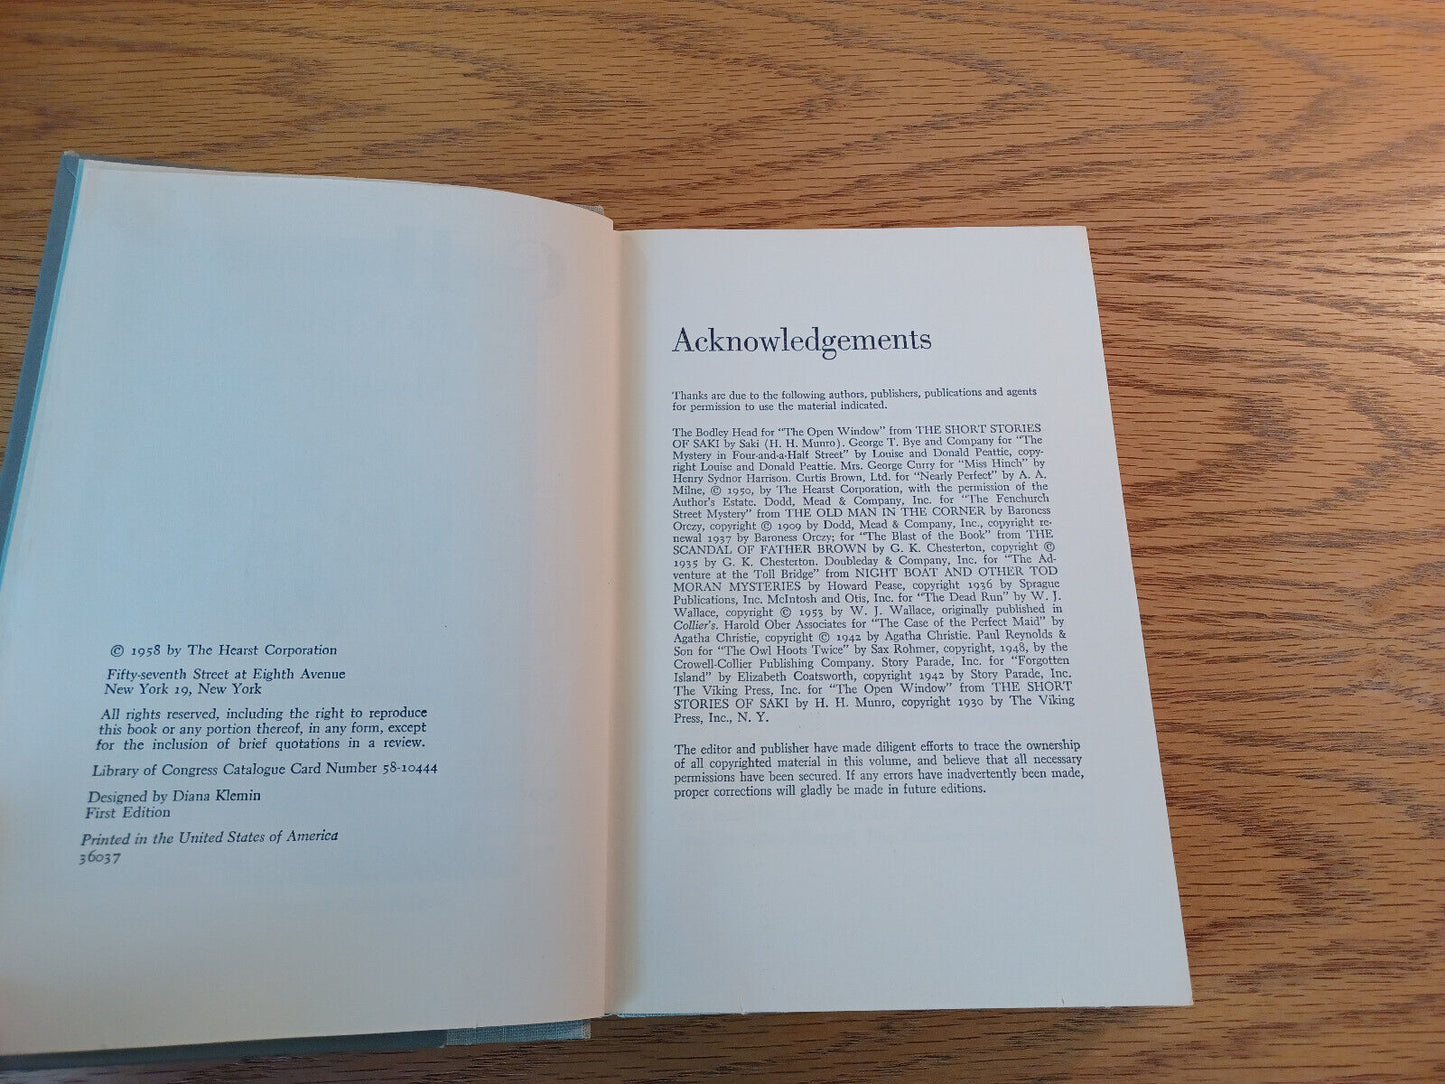 © 1958 by The Hearst Corporation
Fifty-seventh Street at Eighth Avenue
New York 19, New York
All rights reserved, including the right to reproduce
this book or any portion thereof, in any form, except
for the inclusion of brief quotations in a review.
Library of Congress Catalogue Card Number 58-10444
Designed by Diana Klemin
First Edition
Printed in the United States of America
36037
Acknowledgements
Thanks are due to the following authors, publishers, publications and agents
for permission to use the material indicated.
The Bodley Head for "The Open Window" from THE SHORT STORIES
OF SAKI by Saki (H. H. Munro). George T. Bye and Company for "The
Mystery in Four-and-a-Half Street" by Louise and Donald Peattie, copy-
right Louise and Donald Peattie. Mrs. George Curry for "Miss Hinch" by
Henry Sydnor Harrison. Curtis Brown, Ltd. for "Nearly Perfect" by A. A.
Milne, © 1950, by The Hearst Corporation, with the permission of the
Author's Estate. Dodd, Mead & Company, Inc. for "The Fenchurch
Street Mystery" from THE OLD MAN IN THE CORNER by Baroness
Orczy, copyright © 1909 by Dodd, Mead & Company, Inc., copyright re-
newal 1937 by Baroness Orczy; for "The Blast of the Book" from THE
SCANDAL OF FATHER BROWN by G. K. Chesterton, copyright ©
1935 by G. K. Chesterton. Doubleday & Company, Inc. for "The Ad-
venture at the Toll Bridge" from NIGHT BOAT AND OTHER TOD
MORAN MYSTERIES by Howard Pease, copyright 1936 by Sprague
Publications, Inc. McIntosh and Otis, Inc. for "The Dead Run" by W. J.
Wallace, copyright © 1953 by W. J. Wallace, originally published in
Collier's. Harold Ober Associates for "The Case of the Perfect Maid" by
Agatha Christie, copyright © 1942 by Agatha Christie. Paul Reynolds &
Son for "The Owl Hoots Twice" by Sax Rohmer, copyright, 1948, by the
Crowell-Collier Publishing Company. Story Parade, Inc. for "Forgotten
Island" by Elizabeth Coatsworth, copyright 1942 by Story Parade, Inc.
The Viking Press, Inc. for "The Open Window" from THE SHORT
STORIES OF SAKI by H. H. Munro, copyright 1930 by The Viking
Press, Inc., N. Y.
The editor and publisher have made diligent efforts to trace the ownership
of all copyrighted material in this volume, and believe that all necessary
permissions have been secured. If any errors have inadvertently been made,
proper corrections will gladly be made in future editions.